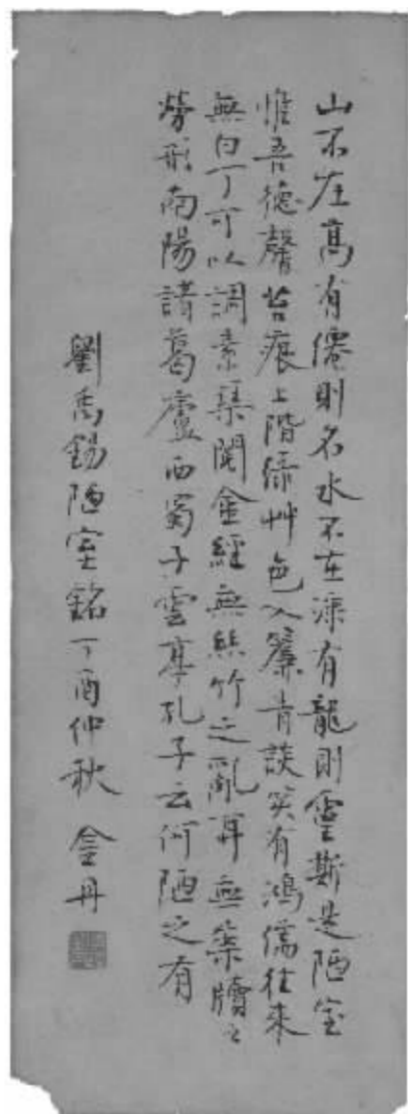 山不在高有僊則名水不在深有龍則靈斯是陋室
惟吾德馨苔痕上階綠艸色入簾青談笑有鴻儒往來
無白丁可以調素琴閱金經無絲竹之亂耳無案牘之
勞形南陽諸葛廬西蜀子雲亭孔子云何陋之有
劉禹錫陋室銘丁酉仲秋 金丹